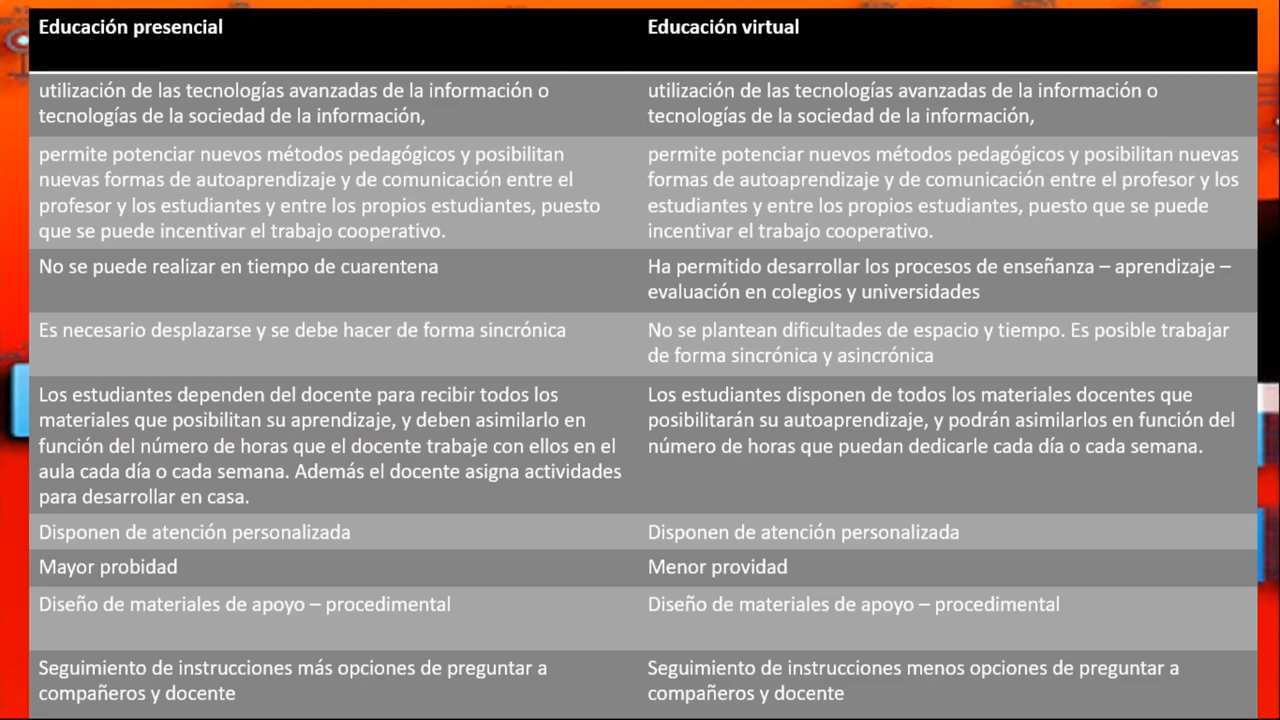 Educación presencial
Educación virtual
utilización de las tecnologías avanzadas de la información o
tecnologías de la sociedad de la información,
utilización de las tecnologías avanzadas de la información o
tecnologías de la sociedad de la información,
permite potenciar nuevos métodos pedagógicos y posibilitan
nuevas formas de autoaprendizaje y de comunicación entre el
profesor y los estudiantes y entre los propios estudiantes, puesto
que se puede incentivar el trabajo cooperativo.
permite potenciar nuevos métodos pedagógicos y posibilitan nuevas
formas de autoaprendizaje y de comunicación entre el profesor y los
estudiantes y entre los propios estudiantes, puesto que se puede
incentivar el trabajo cooperativo.
No se puede realizar en tiempo de cuarentena
Ha permitido desarrollar los procesos de enseñanza – aprendizaje –
evaluación en colegios y universidades
Es necesario desplazarse y se debe hacer de forma sincrónica
No se plantean dificultades de espacio y tiempo. Es posible trabajar
de forma sincrónica y asincrónica
Los estudiantes dependen del docente para recibir todos los
materiales que posibilitan su aprendizaje, y deben asimilarlo en
función del número de horas que el docente trabaje con ellos en el
aula cada día o cada semana. Además el docente asigna actividades
para desarrollar en casa.
Los estudiantes disponen de todos los materiales docentes que
posibilitarán su autoaprendizaje, y podrán asimilarlos en función del
número de horas que puedan dedicarle cada día o cada semana.
Disponen de atención personalizada
Disponen de atención personalizada
Mayor probidad
Menor providad
Diseño de materiales de apoyo – procedimental
Diseño de materiales de apoyo – procedimental
Seguimiento de instrucciones más opciones de preguntar a
compañeros y docente
Seguimiento de instrucciones menos opciones de preguntar a
compañeros y docente